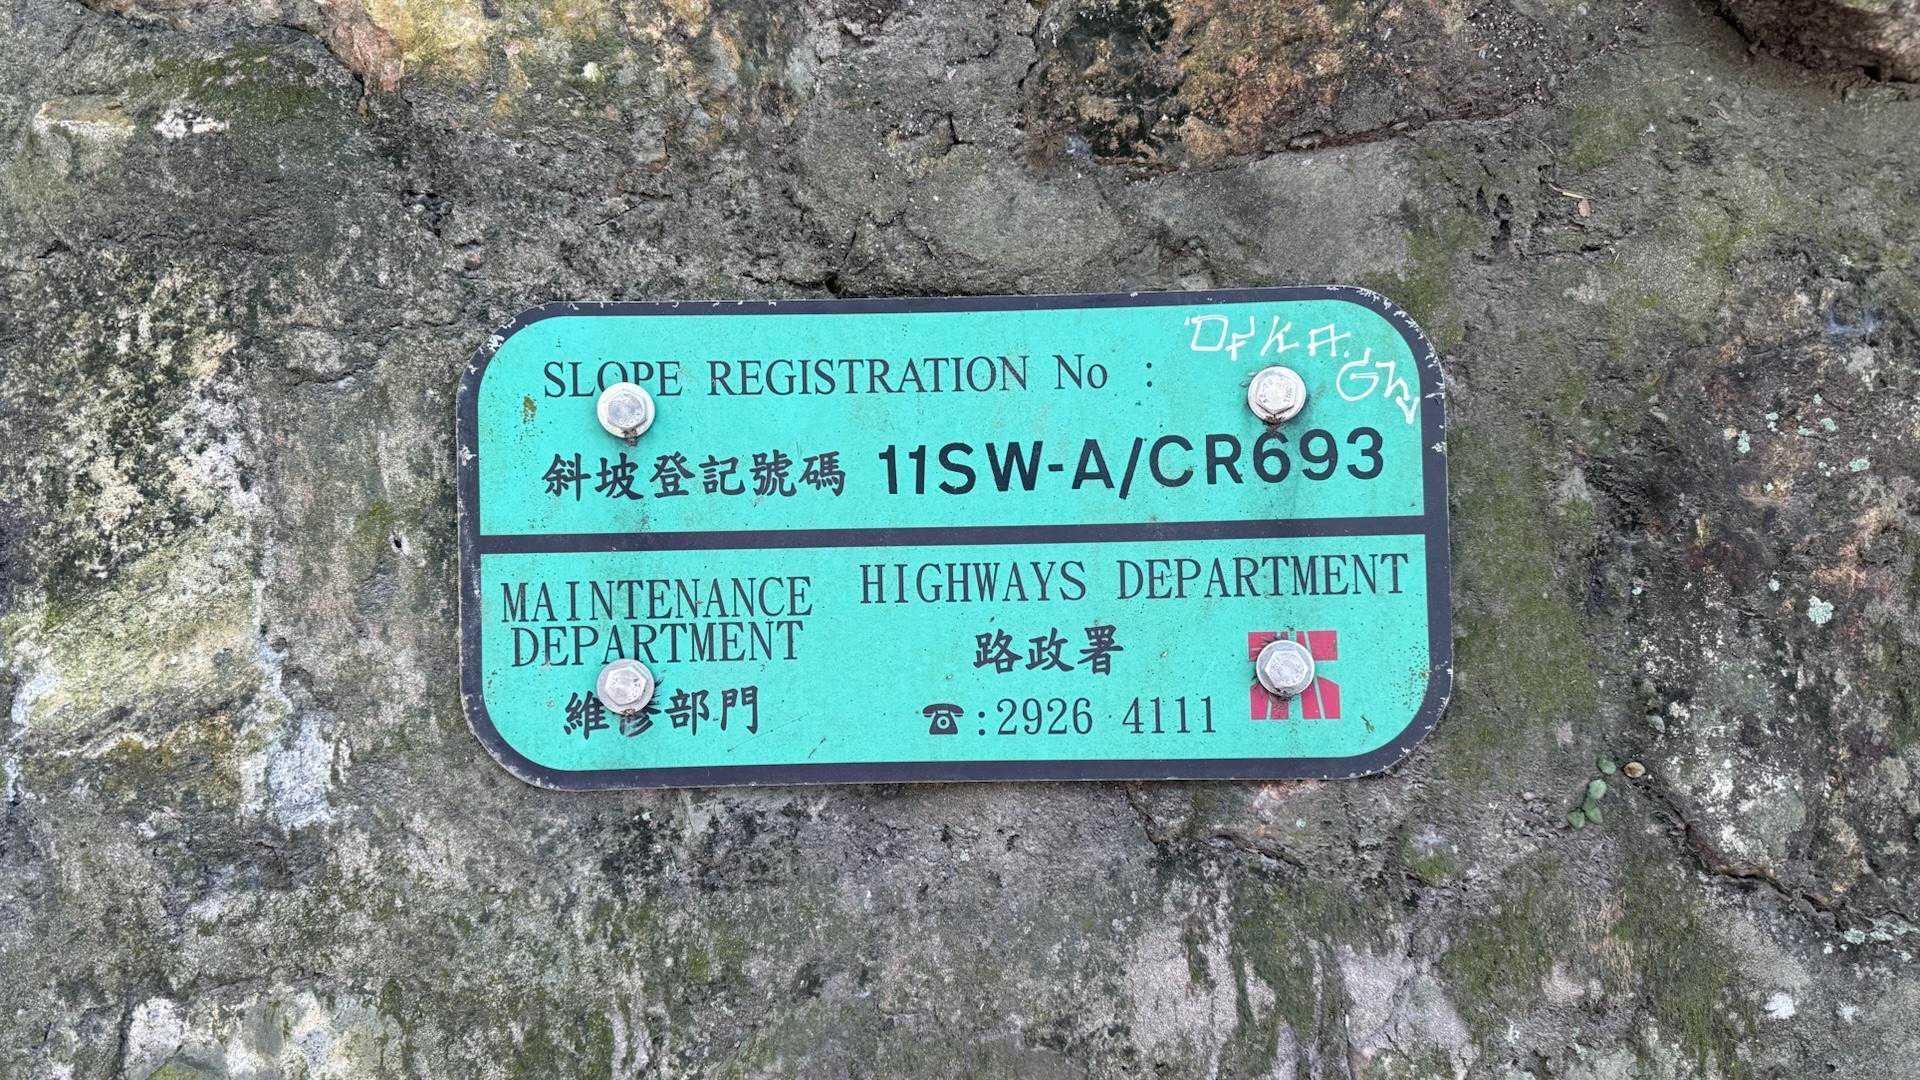 SLOPE REGISTRATION No :
斜坡登記號碼 11SW-A/CR693
MAINTENANCE
DEPARTMENT
維修部門
HIGHWAYS DEPARTMENT
路政署
☎:2926 4111